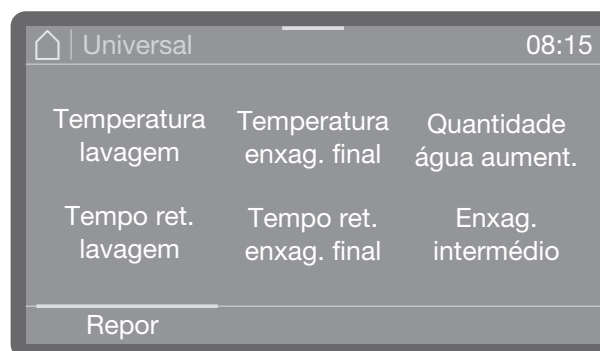 Universal 08:15
Temperatura lavagem
Temperatura enxag. final
Quantidade água aument.
Tempo ret. lavagem
Tempo ret. enxag. final
Enxag. intermédio
Repor